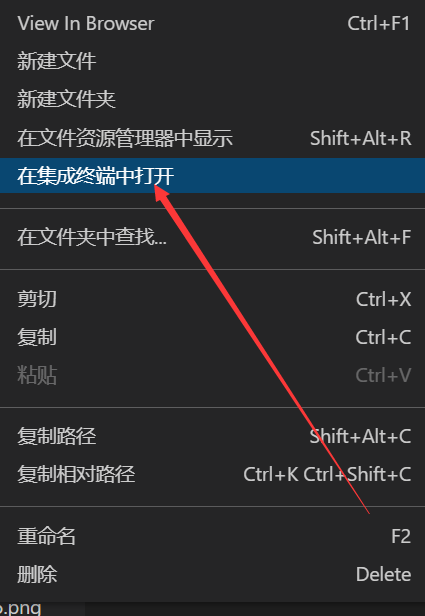 View In Browser Ctrl+F1
新建文件
新建文件夹
在文件资源管理器中显示 Shift+Alt+R
在集成终端中打开
在文件夹中查找... Shift+Alt+F
剪切 Ctrl+X
复制 Ctrl+C
粘贴 Ctrl+V
复制路径 Shift+Alt+C
复制相对路径 Ctrl+K Ctrl+Shift+C
重命名 F2
删除 Delete
.png